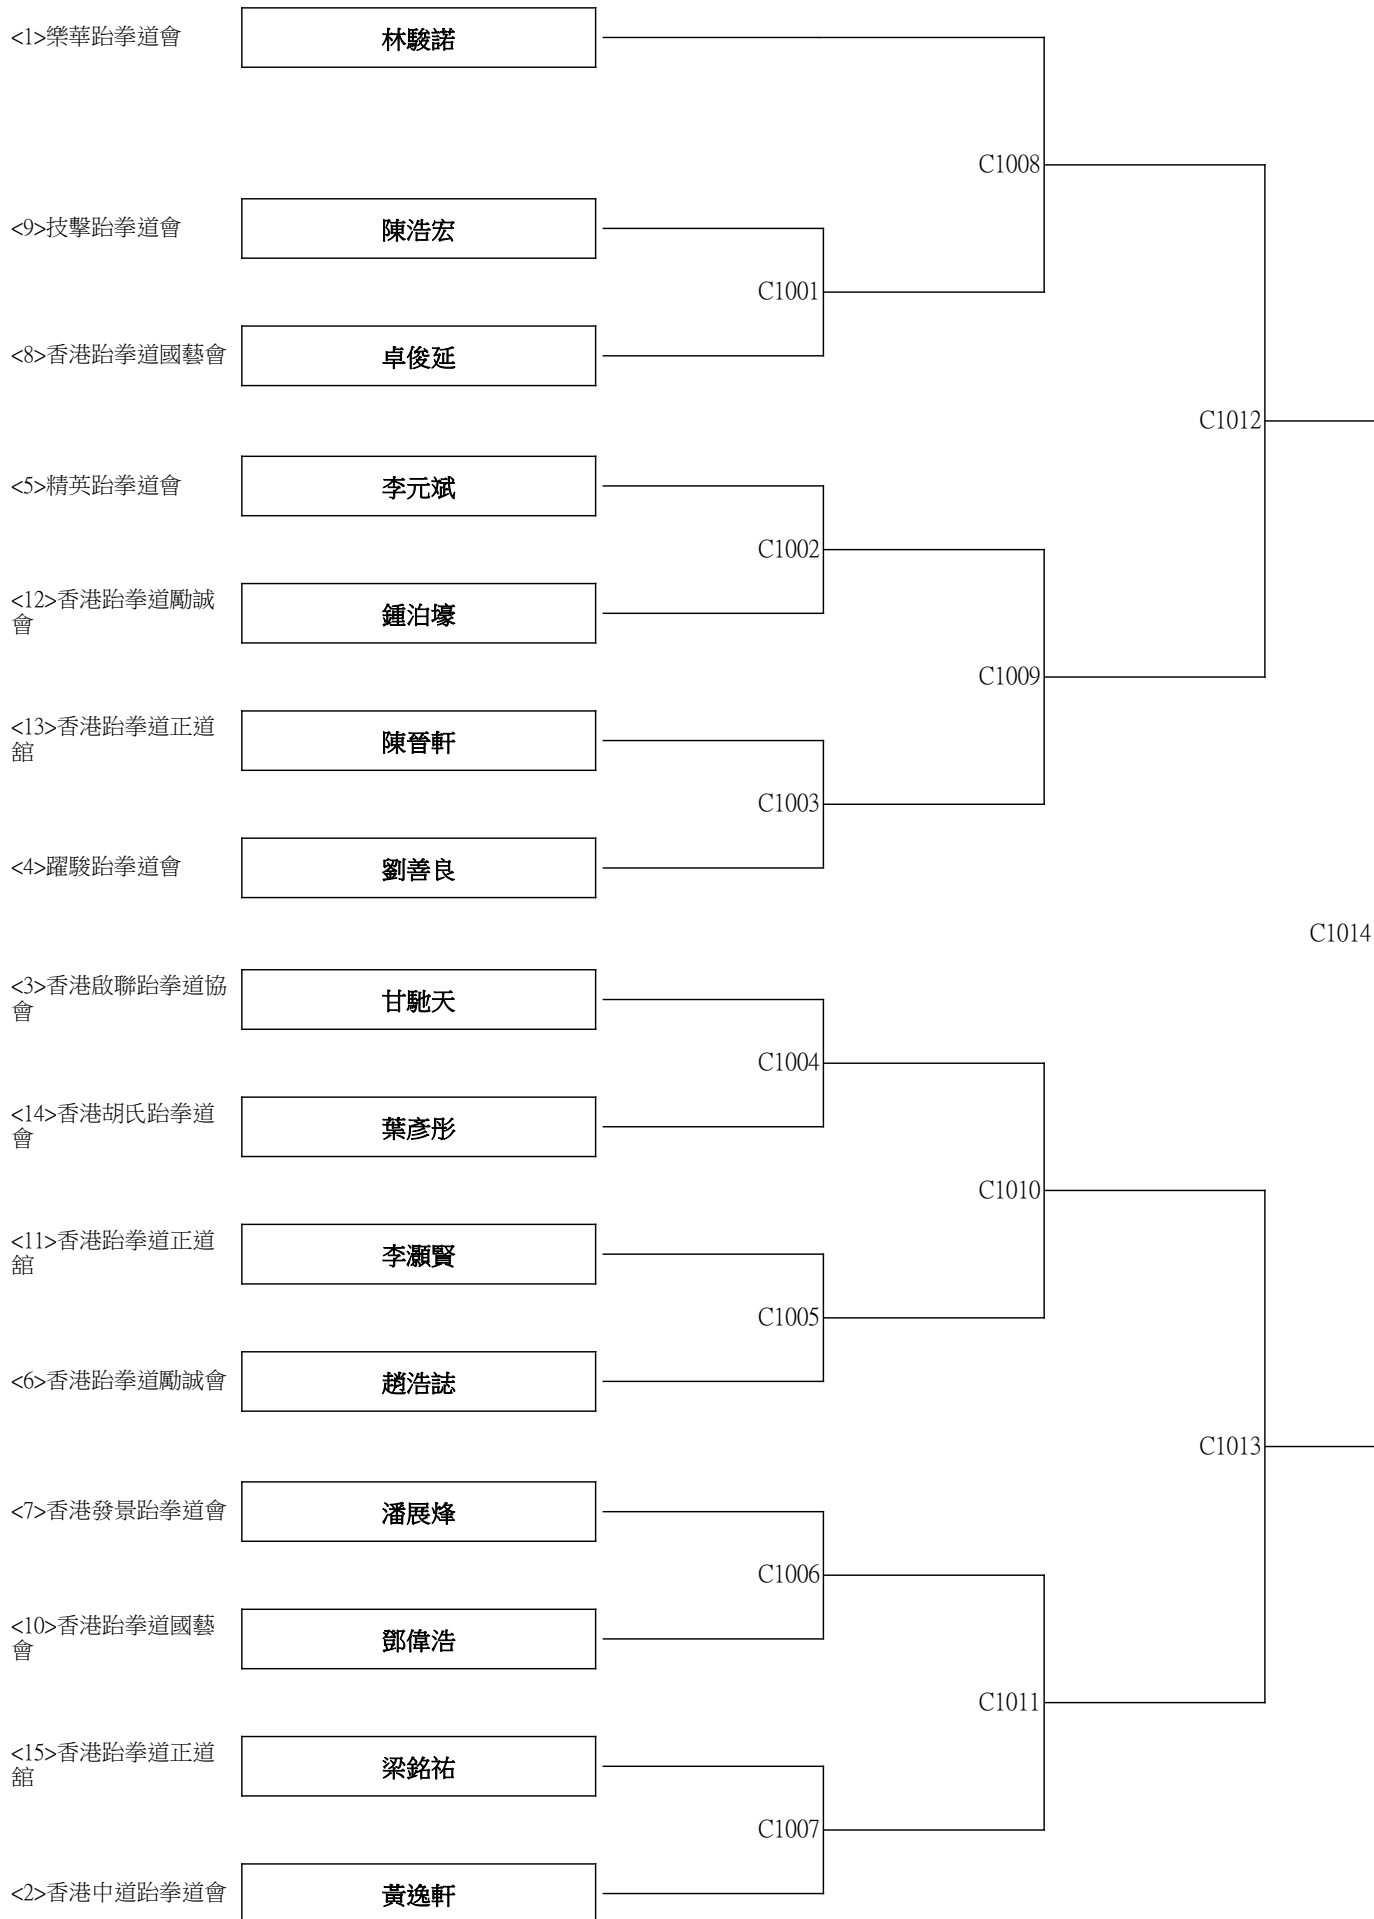 <1>樂華跆拳道會
林駿諾
C1008
<9>技擊跆拳道會
陳浩宏
C1001
<8>香港跆拳道國藝會
卓俊延
C1012
<5>精英跆拳道會
李元斌
C1002
<12>香港跆拳道勵誠
會
鍾泊壕
C1009
<13>香港跆拳道正道
舘
陳晉軒
C1003
<4>躍駿跆拳道會
劉善良
C1014
<3>香港啟聯跆拳道協
會
甘馳天
C1004
<14>香港胡氏跆拳道
會
葉彥彤
C1010
<11>香港跆拳道正道
舘
李灝賢
C1005
<6>香港跆拳道勵誠會
趙浩誌
C1013
<7>香港發景跆拳道會
潘展烽
C1006
<10>香港跆拳道國藝
會
鄧偉浩
C1011
<15>香港跆拳道正道
舘
梁銘祐
C1007
<2>香港中道跆拳道會
黃逸軒